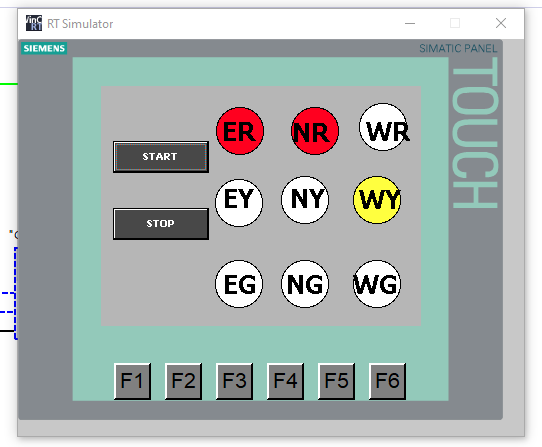 RT Simulator
SIEMENS
SIMATIC PANEL
TOUCH
ER NR WR
START
EY NY WY
STOP
EG NG WG
F1 F2 F3 F4 F5 F6